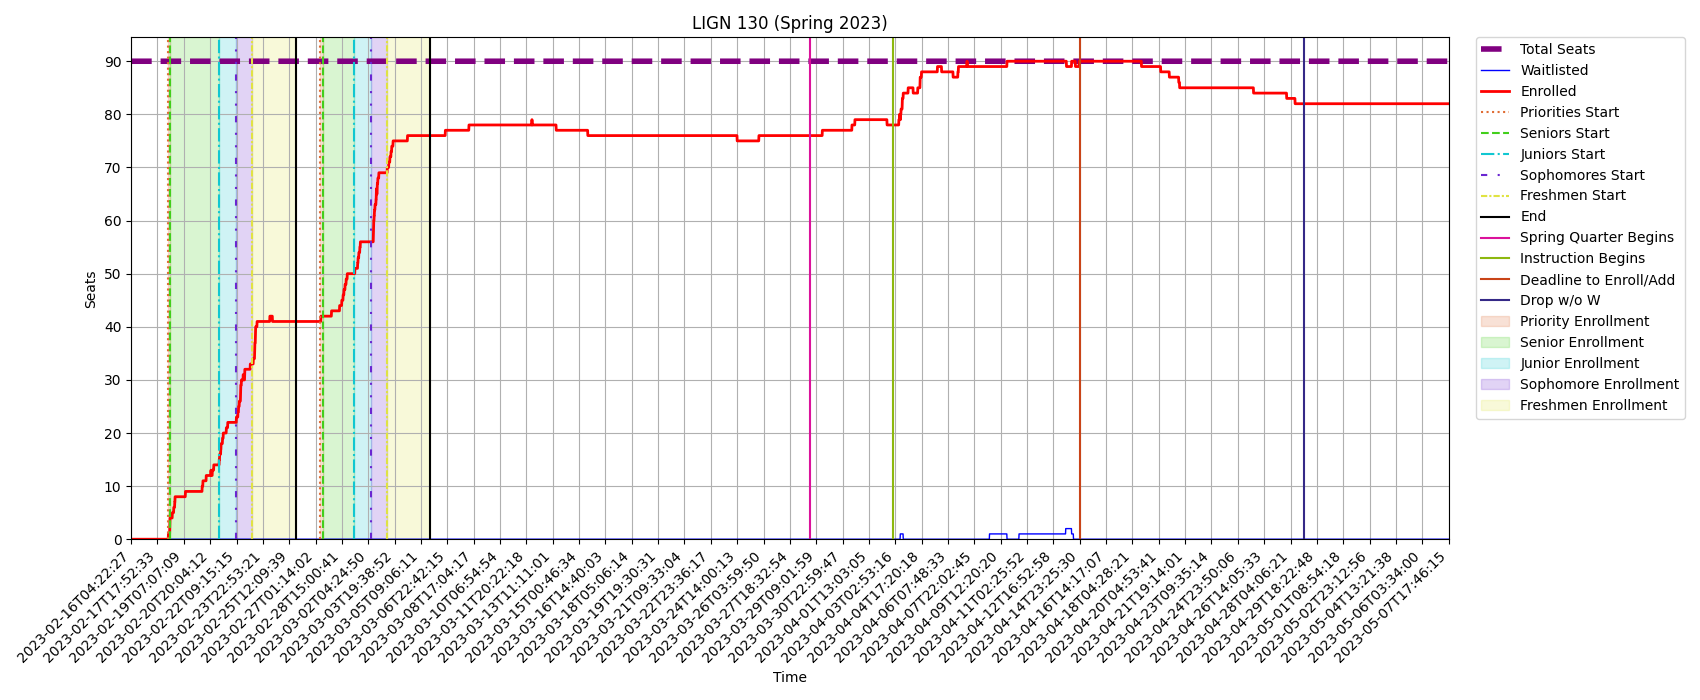 LIGN 130 (Spring 2023)
Seats
90
80
70
60
50
40
30
20
10
0
2023-02-16T04:22:27
2023-02-17T17:52:33
2023-02-19T07:07:09
2023-02-20T20:04:12
2023-02-22T09:15:15
2023-02-23T22:53:21
2023-02-25T12:09:39
2023-02-27T01:14:02
2023-02-28T15:00:41
2023-03-02T04:24:50
2023-03-03T19:38:52
2023-03-05T09:06:11
2023-03-06T22:42:15
2023-03-08T17:04:17
2023-03-10T06:54:54
2023-03-11T20:22:18
2023-03-13T11:11:01
2023-03-15T00:46:34
2023-03-16T14:40:03
2023-03-18T05:06:14
2023-03-19T19:30:31
2023-03-21T09:33:04
2023-03-22T23:36:17
2023-03-24T14:00:13
2023-03-26T03:59:50
2023-03-27T18:32:54
2023-03-29T09:01:59
2023-03-30T22:59:47
2023-04-01T13:03:05
2023-04-03T02:53:16
2023-04-04T17:20:18
2023-04-06T07:48:33
2023-04-07T22:02:45
2023-04-09T12:20:20
2023-04-11T02:25:52
2023-04-12T16:52:58
2023-04-14T23:25:30
2023-04-16T14:17:07
2023-04-18T04:28:21
2023-04-20T04:53:41
2023-04-21T19:14:01
2023-04-23T09:35:14
2023-04-24T23:50:06
2023-04-26T14:05:33
2023-04-28T04:06:21
2023-04-29T18:22:48
2023-05-01T08:54:18
2023-05-02T23:12:56
2023-05-04T13:21:38
2023-05-06T03:34:00
2023-05-07T17:46:15
Time
Total Seats
Waitlisted
Enrolled
Priorities Start
Seniors Start
Juniors Start
Sophomores Start
Freshmen Start
End
Spring Quarter Begins
Instruction Begins
Deadline to Enroll/Add
Drop w/o W
Priority Enrollment
Senior Enrollment
Junior Enrollment
Sophomore Enrollment
Freshmen Enrollment